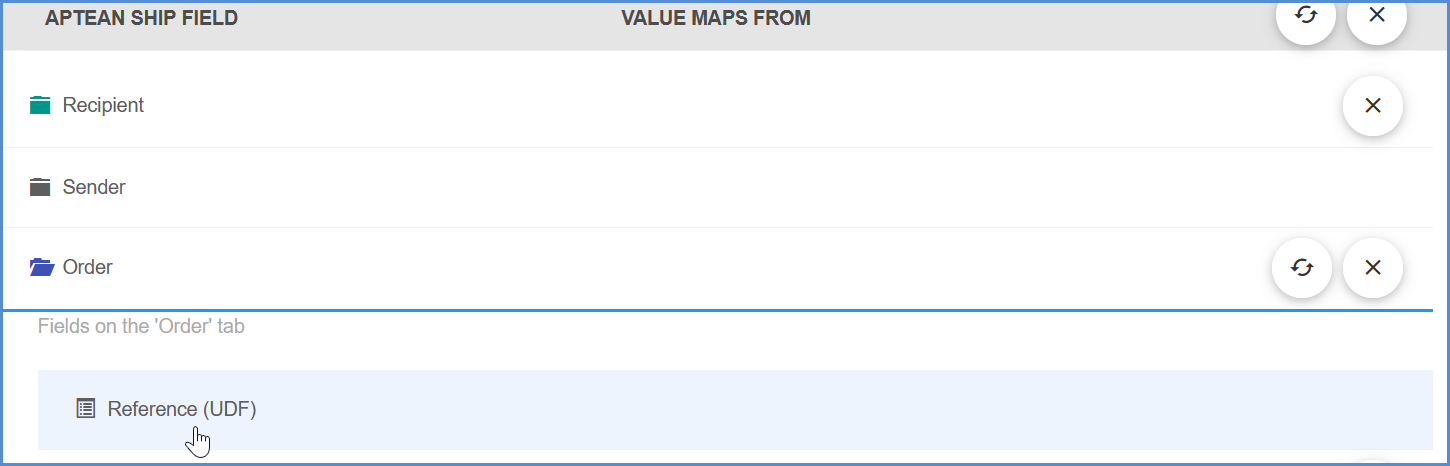 APTEAN SHIP FIELD VALUE MAPS FROM
Recipient
Sender
Order
Fields on the 'Order' tab
Reference (UDF)